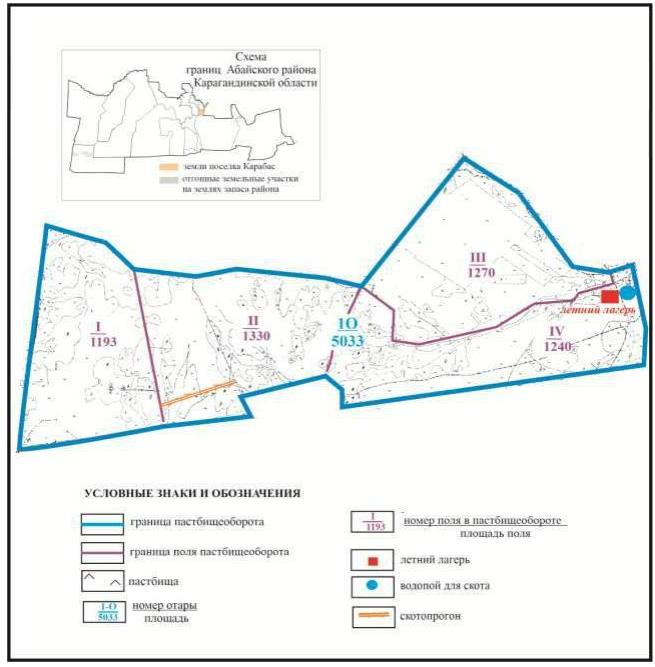 Схема
границ Абайского района
Карагандинской области
земли поселка Карабас
отгонные земельные участки
на землях запаса района
III
1270
I
1193
II
1330
1О
5033
летний лагерь
IV
1240
УСЛОВНЫЕ ЗНАКИ И ОБОЗНАЧЕНИЯ
граница пастбищеоборота
граница поля пастбищеоборота
пастбища
1-О
5033
номер отары
площадь
I
1193
номер поля в пастбищеобороте
площадь поля
летний лагерь
водопой для скота
скотопрогон